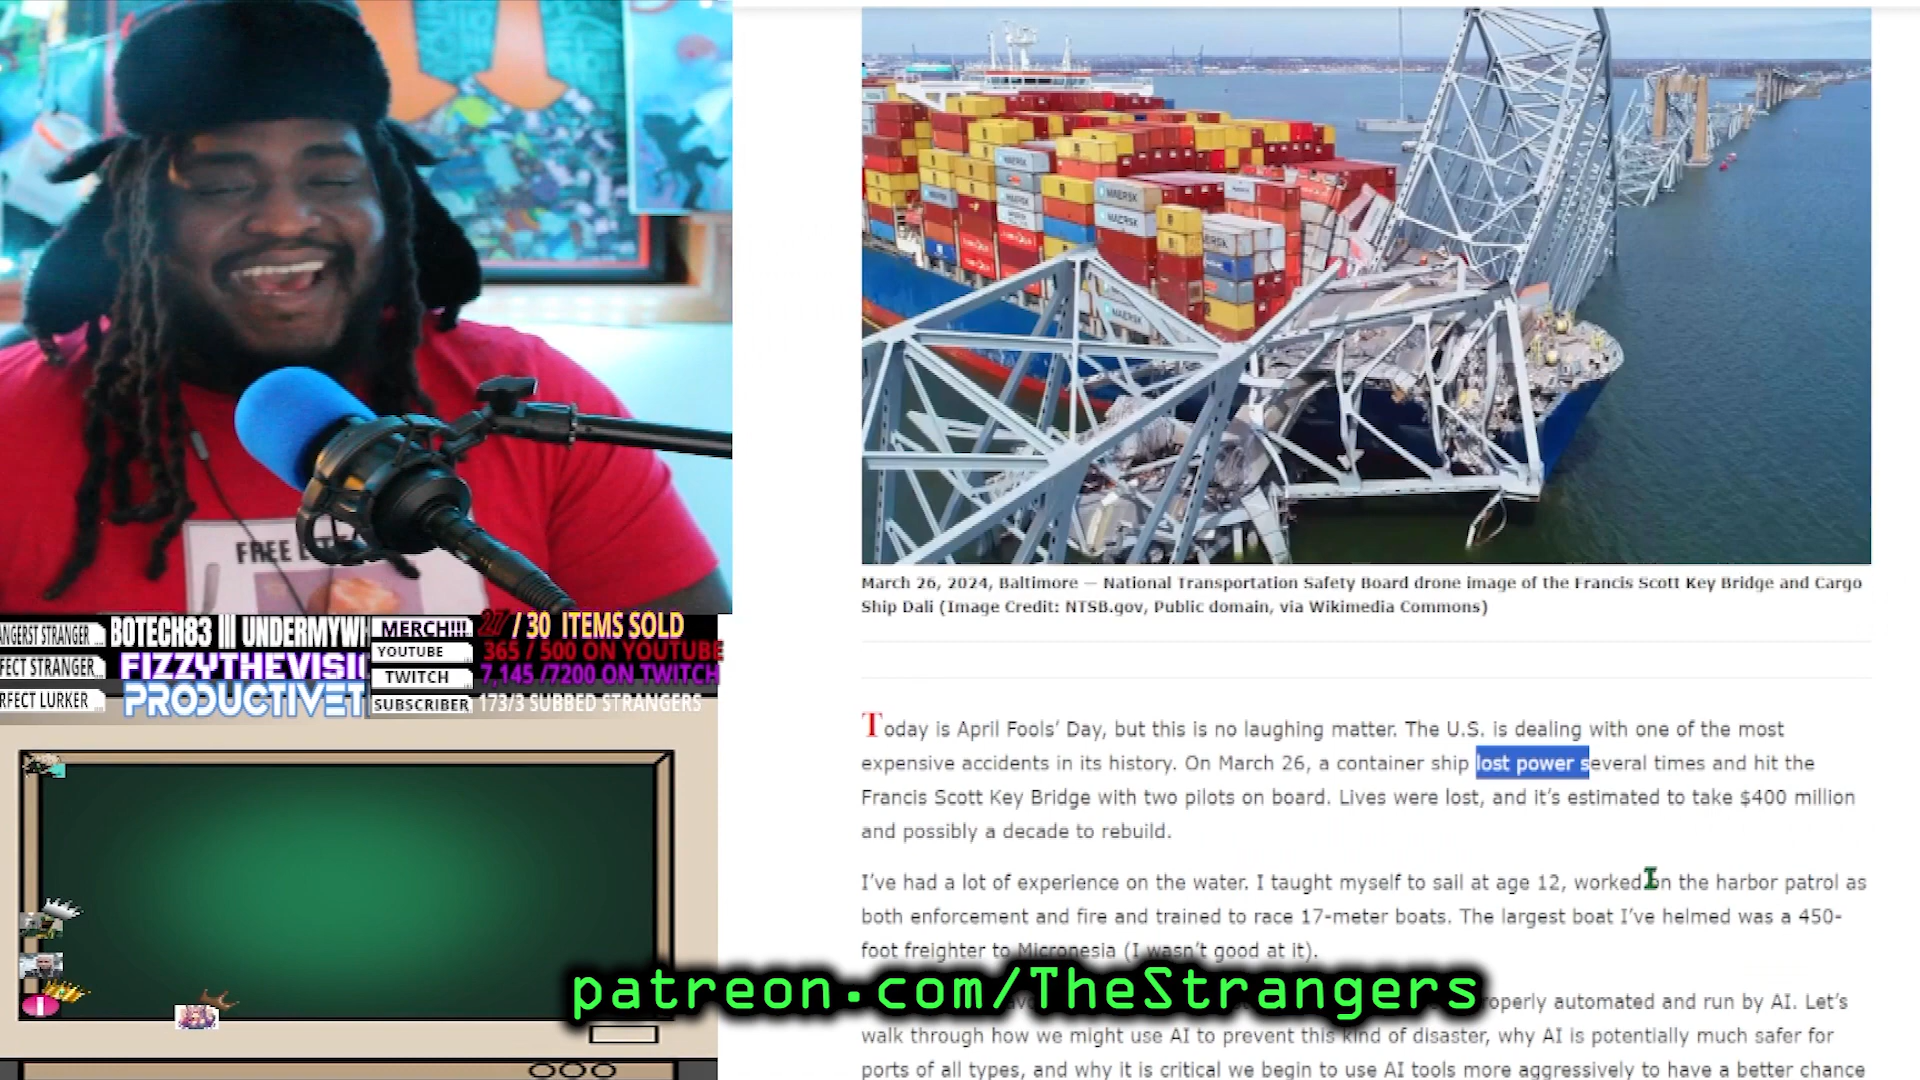 FREE
ANGERST STRANGER
BOTECH83 ||| UNDERMYWH
FECT STRANGER
FIZZYTHEVISI
RFECT LURKER
PRODUCTIVET
MERCH!!! 27 / 30 ITEMS SOLD
YOUTUBE 365 / 500 ON YOUTUBE
TWITCH 7,145 /7200 ON TWITCH
SUBSCRIBER 173/3 SUBBED STRANGERS
MAERSK
MAERSK
MAERSK
MAERSK
March 26, 2024, Baltimore — National Transportation Safety Board drone image of the Francis Scott Key Bridge and Cargo
Ship Dali (Image Credit: NTSB.gov, Public domain, via Wikimedia Commons)
Today is April Fools’ Day, but this is no laughing matter. The U.S. is dealing with one of the most
expensive accidents in its history. On March 26, a container ship lost power several times and hit the
Francis Scott Key Bridge with two pilots on board. Lives were lost, and it’s estimated to take $400 million
and possibly a decade to rebuild.
I’ve had a lot of experience on the water. I taught myself to sail at age 12, worked on the harbor patrol as
both enforcement and fire and trained to race 17-meter boats. The largest boat I’ve helmed was a 450-
foot freighter to Micronesia (I wasn’t good at it).
patreon.com/TheStrangers
properly automated and run by AI. Let’s
walk through how we might use AI to prevent this kind of disaster, why AI is potentially much safer for
ports of all types, and why it is critical we begin to use AI tools more aggressively to have a better chance